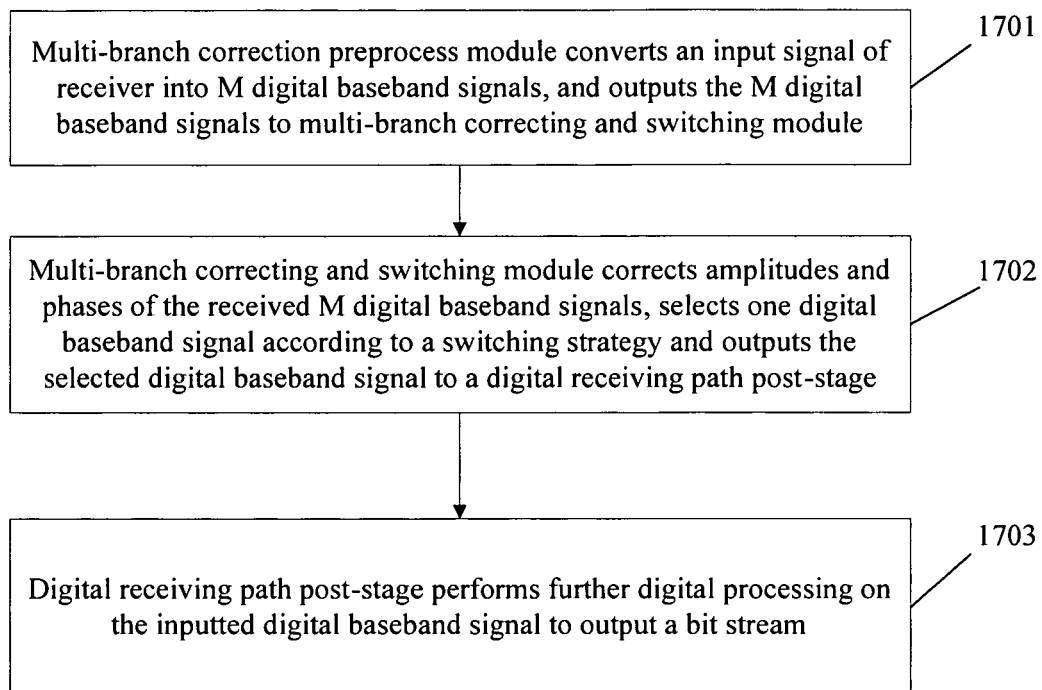 1701
Multi-branch correction preprocess module converts an input signal of
receiver into M digital baseband signals, and outputs the M digital
baseband signals to multi-branch correcting and switching module
1702
Multi-branch correcting and switching module corrects amplitudes and
phases of the received M digital baseband signals, selects one digital
baseband signal according to a switching strategy and outputs the
selected digital baseband signal to a digital receiving path post-stage
1703
Digital receiving path post-stage performs further digital processing on
the inputted digital baseband signal to output a bit stream